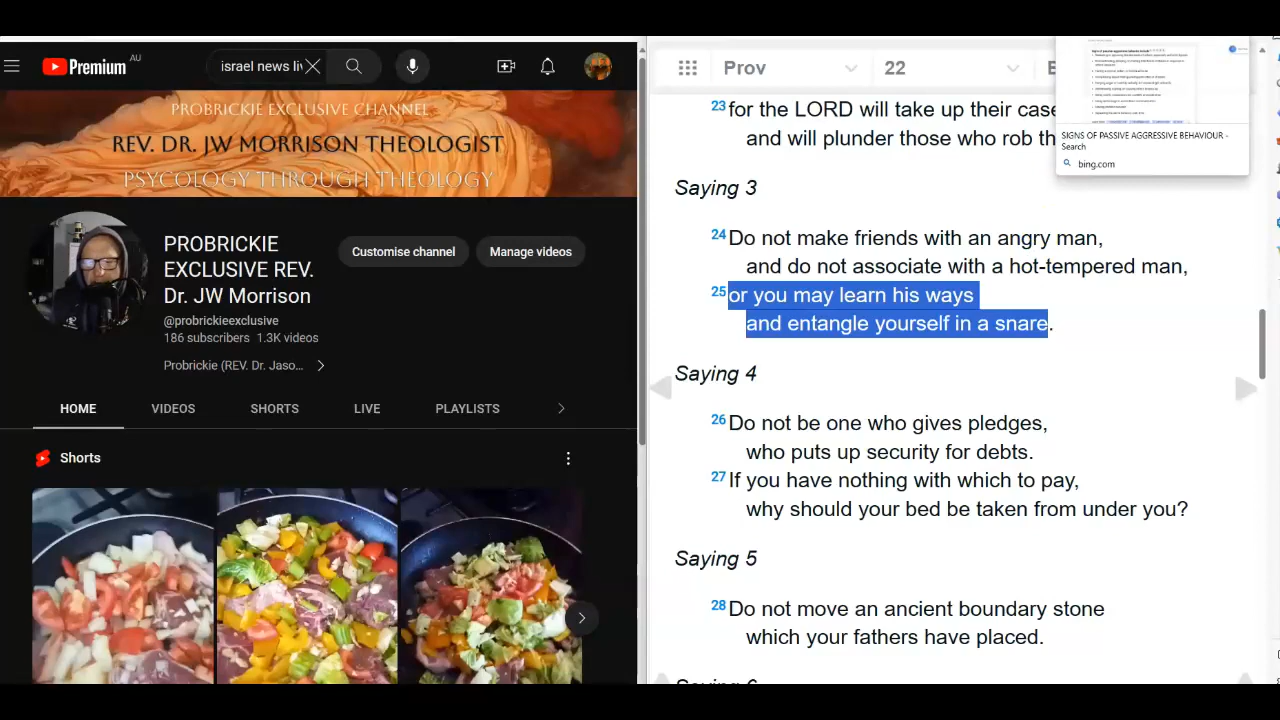 Premium AU
israel news li
PROBRICKIE EXCLUSIVE CHANNEL
REV. DR. JW MORRISON THEOLOGIST
PSYCOLOGY THROUGH THEOLOGY
PROBRICKIE
EXCLUSIVE REV.
Dr. JW Morrison
Customise channel
Manage videos
@probrickieexclusive
186 subscribers 1.3K videos
Probrickie (REV. Dr. Jaso...
HOME VIDEOS SHORTS LIVE PLAYLISTS
Shorts
Prov 22
23 for the LORD will take up their case
and will plunder those who rob th
SIGNS OF PASSIVE AGGRESSIVE BEHAVIOUR -
Search
bing.com
Saying 3
24 Do not make friends with an angry man,
and do not associate with a hot-tempered man,
25 or you may learn his ways
and entangle yourself in a snare.
Saying 4
26 Do not be one who gives pledges,
who puts up security for debts.
27 If you have nothing with which to pay,
why should your bed be taken from under you?
Saying 5
28 Do not move an ancient boundary stone
which your fathers have placed.